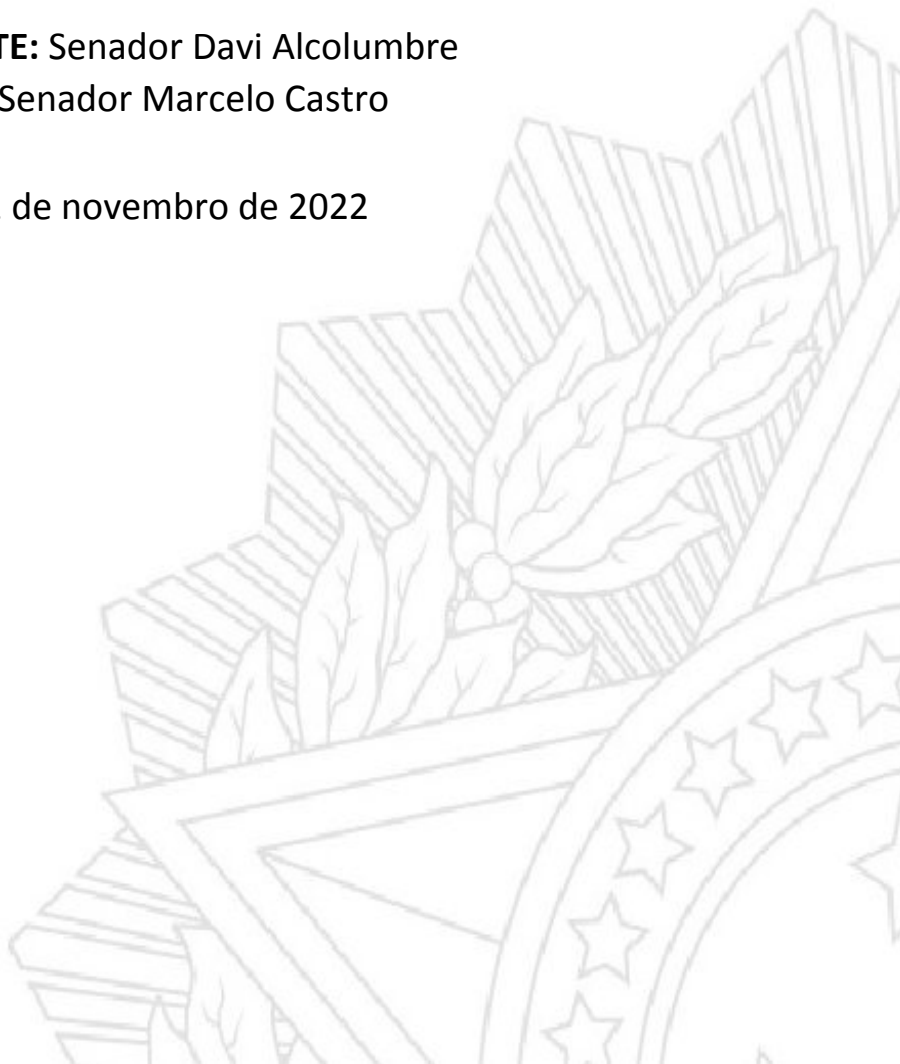 TE: Senador Davi Alcolumbre
Senador Marcelo Castro
de novembro de 2022